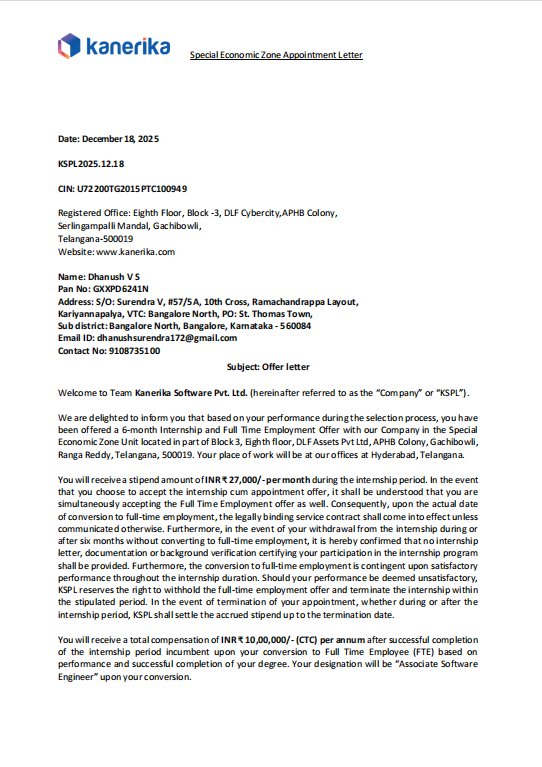 kanerika
Special Economic Zone Appointment Letter
Date: December 18, 2025
KSPL2025.12.18
CIN: U72200TG2015PTC100949
Registered Office: Eighth Floor, Block -3, DLF Cybercity,APHB Colony,
Serlingampalli Mandal, Gachibowli,
Telangana-500019
Website: www.kanerika.com
Name: Dhanush V S
Pan No: GXXPD6241N
Address: S/O: Surendra V, #57/5A, 10th Cross, Ramachandrappa Layout,
Kariyannapalya, VTC: Bangalore North, PO: St. Thomas Town,
Sub district: Bangalore North, Bangalore, Karnataka - 560084
Email ID: dhanushsurendra172@gmail.com
Contact No: 9108735100
Subject: Offer letter
Welcome to Team Kanerika Software Pvt. Ltd. (hereinafter referred to as the “Company” or “KSPL”).
We are delighted to inform you that based on your performance during the selection process, you have
been offered a 6-month Internship and Full Time Employment Offer with our Company in the Special
Economic Zone Unit located in part of Block 3, Eighth floor, DLF Assets Pvt Ltd, APHB Colony, Gachibowli,
Ranga Reddy, Telangana, 500019. Your place of work will be at our offices at Hyderabad, Telangana.
You will receive a stipend amount of INR ₹ 27,000/- per month during the internship period. In the event
that you choose to accept the internship cum appointment offer, it shall be understood that you are
simultaneously accepting the Full Time Employment offer as well. Consequently, upon the actual date
of conversion to full-time employment, the legally binding service contract shall come into effect unless
communicated otherwise. Furthermore, in the event of your withdrawal from the internship during or
after six months without converting to full-time employment, it is hereby confirmed that no internship
letter, documentation or background verification certifying your participation in the internship program
shall be provided. Furthermore, the conversion to full-time employment is contingent upon satisfactory
performance throughout the internship duration. Should your performance be deemed unsatisfactory,
KSPL reserves the right to withhold the full-time employment offer and terminate the internship within
the stipulated period. In the event of termination of your appointment, whether during or after the
internship period, KSPL shall settle the accrued stipend up to the termination date.
You will receive a total compensation of INR ₹ 10,00,000/- (CTC) per annum after successful completion
of the internship period incumbent upon your conversion to Full Time Employee (FTE) based on
performance and successful completion of your degree. Your designation will be “Associate Software
Engineer” upon your conversion.